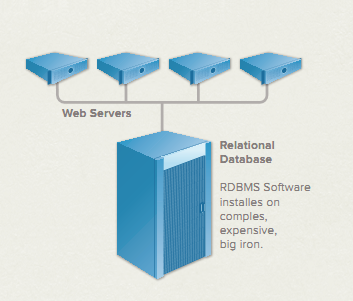 Web Servers
Relational
Database
RDBMS Software
installes on
comples,
expensive,
big iron.